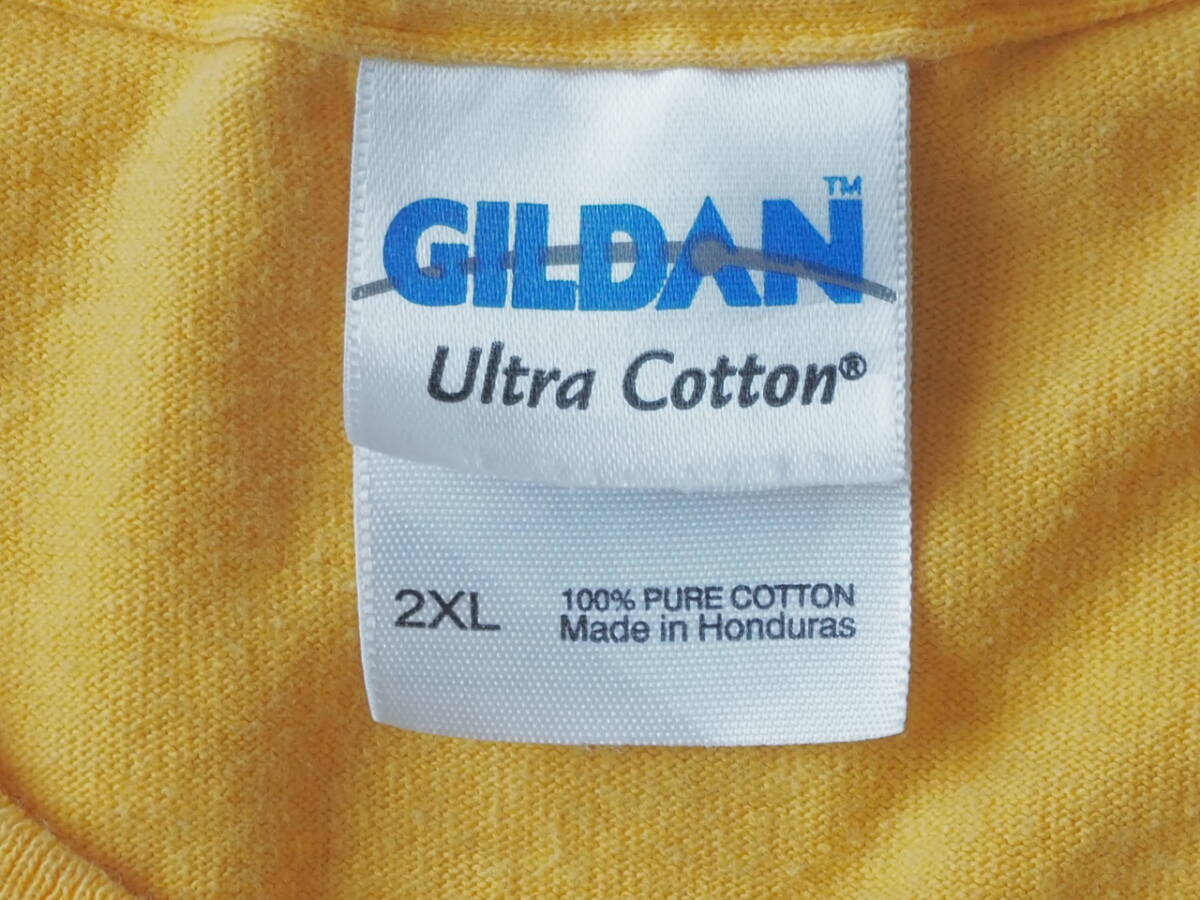 GILDAN™
Ultra Cotton®
2XL
100% PURE COTTON
Made in Honduras